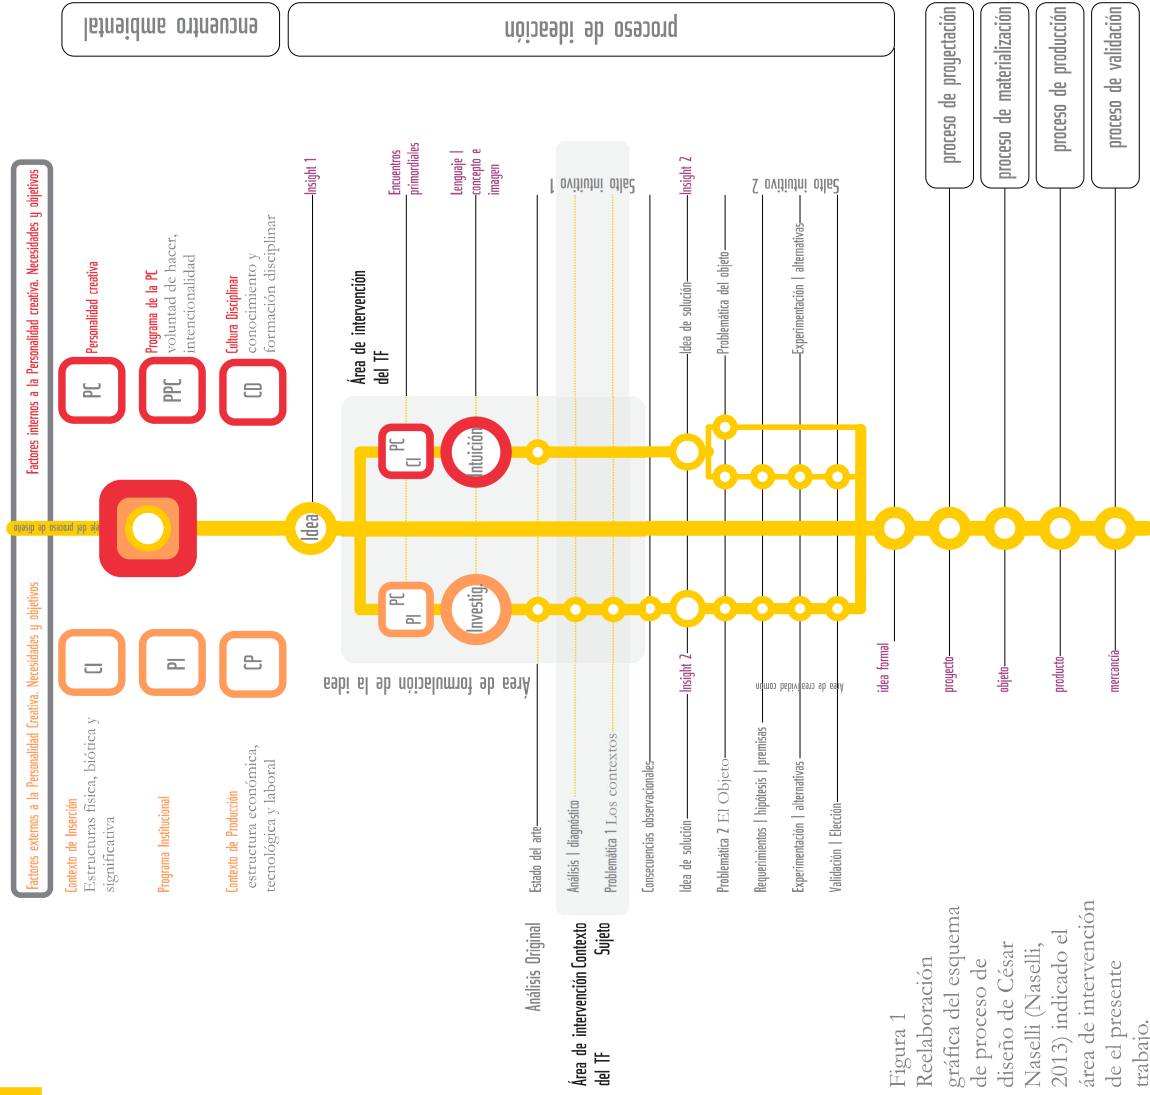 encuentro ambiental
proceso de ideación
proceso de proyectación
proceso de materialización
proceso de producción
proceso de validación
Factores externos a la Personalidad Creativa. Necesidades y objetivos
eje del proceso de diseño
Factores internos a la Personalidad creativa. Necesidades y objetivos
Contexto de Inserción
Estructuras física, biótica y
significativa
CI
PC
Personalidad creativa
Programa Institucional
PI
PPC
Programa de la PC
voluntad de hacer,
intencionalidad
Contexto de Producción
estructura económica,
tecnológica y laboral
CP
CD
Cultura Disciplinar
conocimiento y
formación disciplinar
Idea
Insight 1
Área de intervención
del TF
PC
PI
PC
CI
Encuentros
primordiales
Investig.
Intuición
Lenguaje |
concepto e
imagen
Área de formulación de la idea
Análisis Original
Estado del arte
Área de intervención Contexto
del TF
Sujeto
Análisis | diagnóstico
Problemática 1 Los contextos
Salto intuitivo 1
Consecuencias observacionales
Idea de solución
Insight 2
Idea de solución
Insight 2
Problemática 2 El Objeto
Problemática del objeto
Requerimientos | hipótesis | premisas
Área de creatividad común
Salto intuitivo 2
Experimentación | alternativas
Experimentación | alternativas
Validación | Elección
idea formal
proyecto
objeto
producto
mercancía
Figura 1
Reelaboración
gráfica del esquema
de proceso de
diseño de César
Naselli (Naselli,
2013) indicado el
área de intervención
de el presente
trabajo.